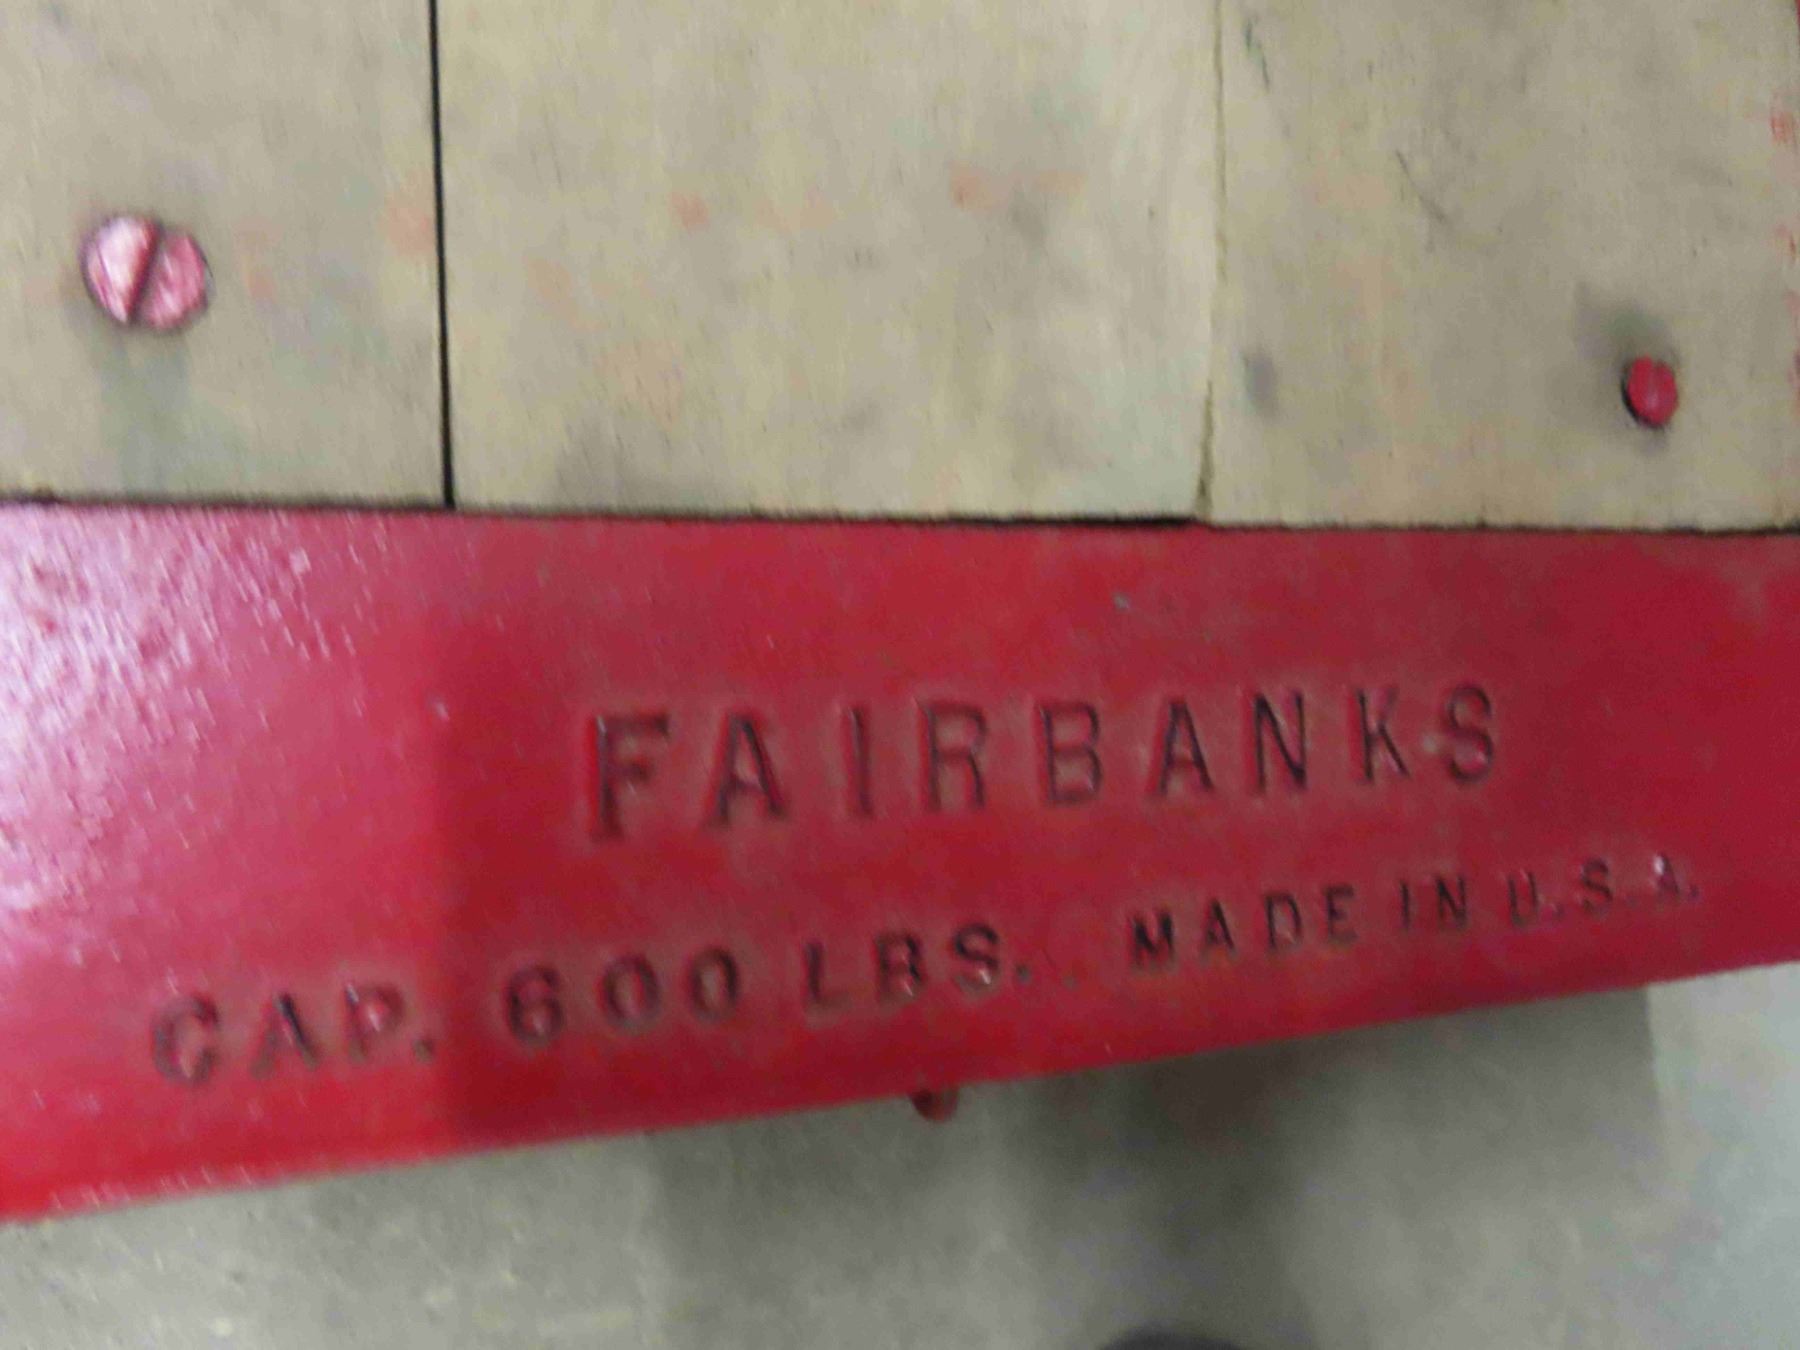 FAIRBANKS
CAP. 600 LBS. MADE IN U.S.A.